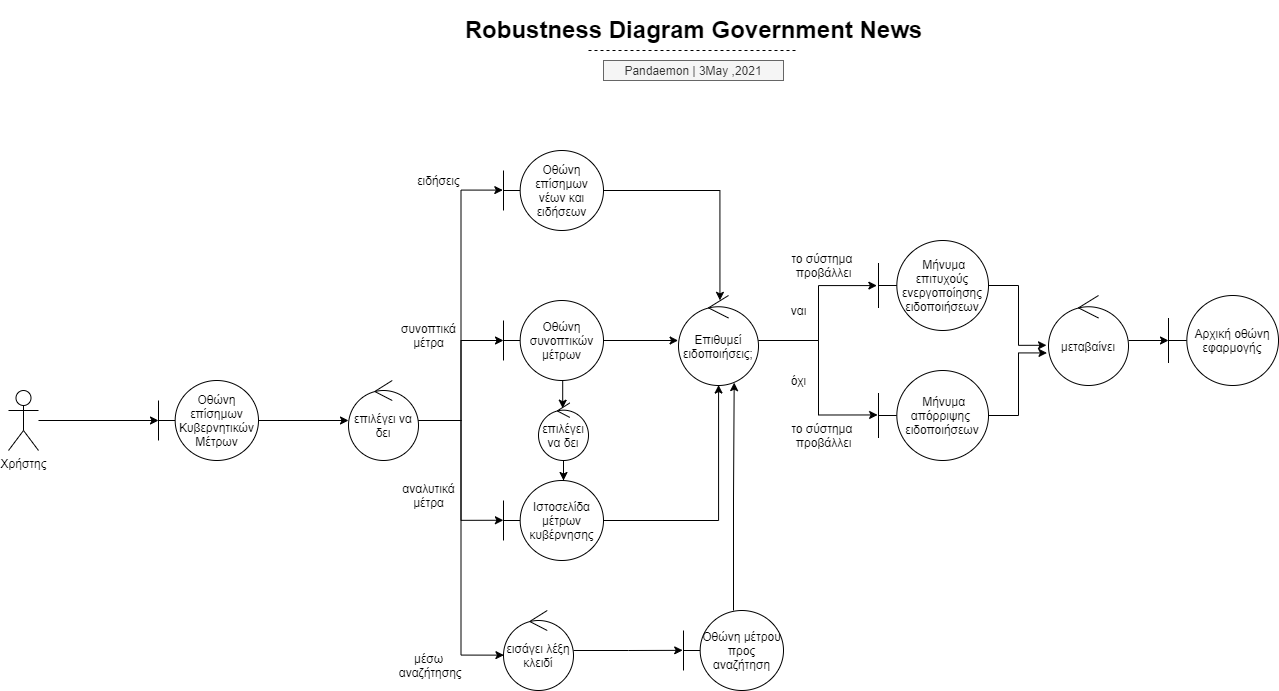 Robustness Diagram Government News
Pandaemon | 3May ,2021
ειδήσεις
Οθώνη
επίσημων
νέων και
ειδήσεων
το σύστημα
προβάλλει
Μήνυμα
επιτυχούς
ενεργοποίησης
ειδοποιήσεων
ναι
συνοπτικά
μέτρα
Οθώνη
συνοπτικών
μέτρων
Επιθυμεί
ειδοποιήσεις;
μεταβαίνει
Αρχική οθώνη
εφαρμογής
όχι
Χρήστης
Οθώνη
επίσημων
Κυβερνητικών
Μέτρων
επιλέγει να
δει
επιλέγει
να δει
Μήνυμα
απόρριψης
ειδοποιήσεων
το σύστημα
προβάλλει
αναλυτικά
μέτρα
Ιστοσελίδα
μέτρων
κυβέρνησης
μέσω
αναζήτησης
εισάγει λέξη
κλειδί
Οθώνη μέτρου
προς
αναζήτηση